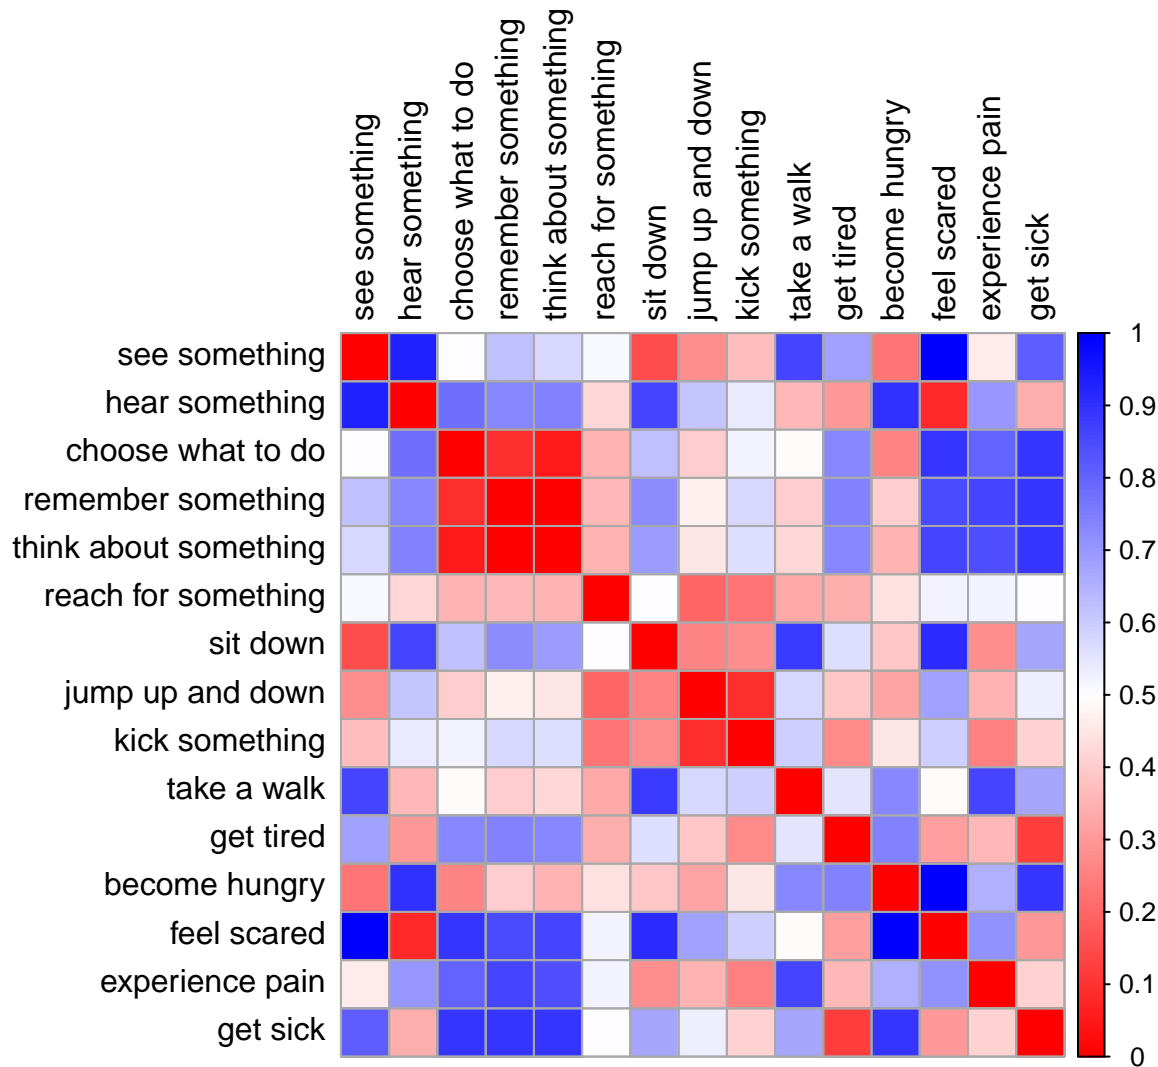 see something
hear something
choose what to do
remember something
think about something
reach for something
sit down
jump up and down
kick something
take a walk
get tired
become hungry
feel scared
experience pain
get sick
see something
hear something
choose what to do
remember something
think about something
reach for something
sit down
jump up and down
kick something
take a walk
get tired
become hungry
feel scared
experience pain
get sick
1
0.9
0.8
0.7
0.6
0.5
0.4
0.3
0.2
0.1
0